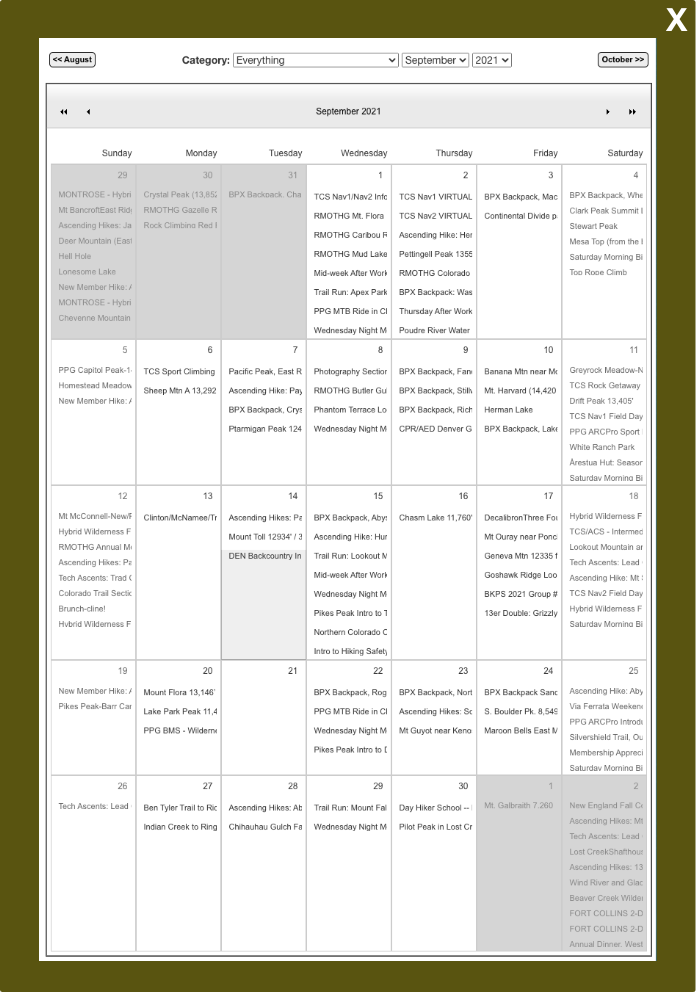 X
<< August
Category: Everything September 2021
October >>
September 2021
Sunday Monday Tuesday Wednesday Thursday Friday Saturday
29
MONTROSE - Hybri
Mt BancroftEast Rid
Ascending Hikes: Ja
Deer Mountain (East
Hell Hole
Lonesome Lake
New Member Hike:
MONTROSE - Hybri
Cheyenne Mountain
30
Crystal Peak (13,85
RMOTHG Gazelle R
Rock Climbing Red
31
BPX Backpack, Cha
1
TCS Nav1/Nav2 Info
RMOTHG Mt. Flora
RMOTHG Caribou R
RMOTHG Mud Lake
Mid-week After Work
Trail Run: Apex Park
PPG MTB Ride in Cl
Wednesday Night M
2
TCS Nav1 VIRTUAL
TCS Nav2 VIRTUAL
Ascending Hike: Her
Pettingell Peak 1355
RMOTHG Colorado
BPX Backpack: Was
Thursday After Work
Poudre River Water
3
BPX Backpack, Mac
Continental Divide p
4
BPX Backpack, Whe
Clark Peak Summit
Stewart Peak
Mesa Top (from the
Saturday Morning Bi
Top Rope Climb
5
PPG Capitol Peak-1
Homestead Meadow
New Member Hike:
6
TCS Sport Climbing
Sheep Mtn A 13,292
7
Pacific Peak, East R
Ascending Hike: Pay
BPX Backpack, Crys
Ptarmigan Peak 124
8
Photography Section
RMOTHG Butler Gul
Phantom Terrace Lo
Wednesday Night M
9
BPX Backpack, Fan
BPX Backpack, Still
BPX Backpack, Rich
CPR/AED Denver G
10
Banana Mtn near Mc
Mt. Harvard (14,420
Herman Lake
BPX Backpack, Lake
11
Greyrock Meadow-N
TCS Rock Getaway
Drift Peak 13,405'
TCS Nav1 Field Day
PPG ARCPro Sport
White Ranch Park
Arestua Hut: Season
Saturday Morning Bi
12
Mt McConnell-New/F
Hybrid Wilderness F
RMOTHG Annual M
Ascending Hikes: Pa
Tech Ascents: Trad
Colorado Trail Sectio
Brunch-cline!
Hybrid Wilderness F
13
Clinton/McNamee/Tr
14
Ascending Hikes: Pa
Mount Toll 12934' / 3
DEN Backcountry In
15
BPX Backpack, Abys
Ascending Hike: Hur
Trail Run: Lookout M
Mid-week After Work
Wednesday Night M
Pikes Peak Intro to T
Northern Colorado C
Intro to Hiking Safety
16
Chasm Lake 11,760'
17
DecalibronThree Fou
Mt Ouray near Ponc
Geneva Mtn 12335 f
Goshawk Ridge Loo
BKPS 2021 Group #
13er Double: Grizzly
18
Hybrid Wilderness F
TCS/ACS - Intermed
Lookout Mountain an
Tech Ascents: Lead
Ascending Hike: Mt
TCS Nav2 Field Day
Hybrid Wilderness F
Saturday Morning Bi
19
New Member Hike:
Pikes Peak-Barr Car
20
Mount Flora 13,146'
Lake Park Peak 11,4
PPG BMS - Wilderne
21
22
BPX Backpack, Rog
PPG MTB Ride in Cl
Wednesday Night M
Pikes Peak Intro to
23
BPX Backpack, Nort
Ascending Hikes: Sc
Mt Guyot near Keno
24
BPX Backpack Sand
S. Boulder Pk. 8,549
Maroon Bells East M
25
Ascending Hike: Aby
Via Ferrata Weekend
PPG ARCPro Introdu
Silvershield Trail, Ou
Membership Appreci
Saturday Morning Bi
26
Tech Ascents: Lead
27
Ben Tyler Trail to Roc
Indian Creek to Ring
28
Ascending Hikes: Ab
Chihauhau Gulch Fa
29
Trail Run: Mount Fal
Wednesday Night M
30
Day Hiker School --
Pilot Peak in Lost Cr
1
Mt. Galbraith 7,260
2
New England Fall Co
Ascending Hikes: Mt
Tech Ascents: Lead
Lost CreekShafthous
Ascending Hikes: 13
Wind River and Glac
Beaver Creek Wilder
FORT COLLINS 2-D
FORT COLLINS 2-D
Annual Dinner, West